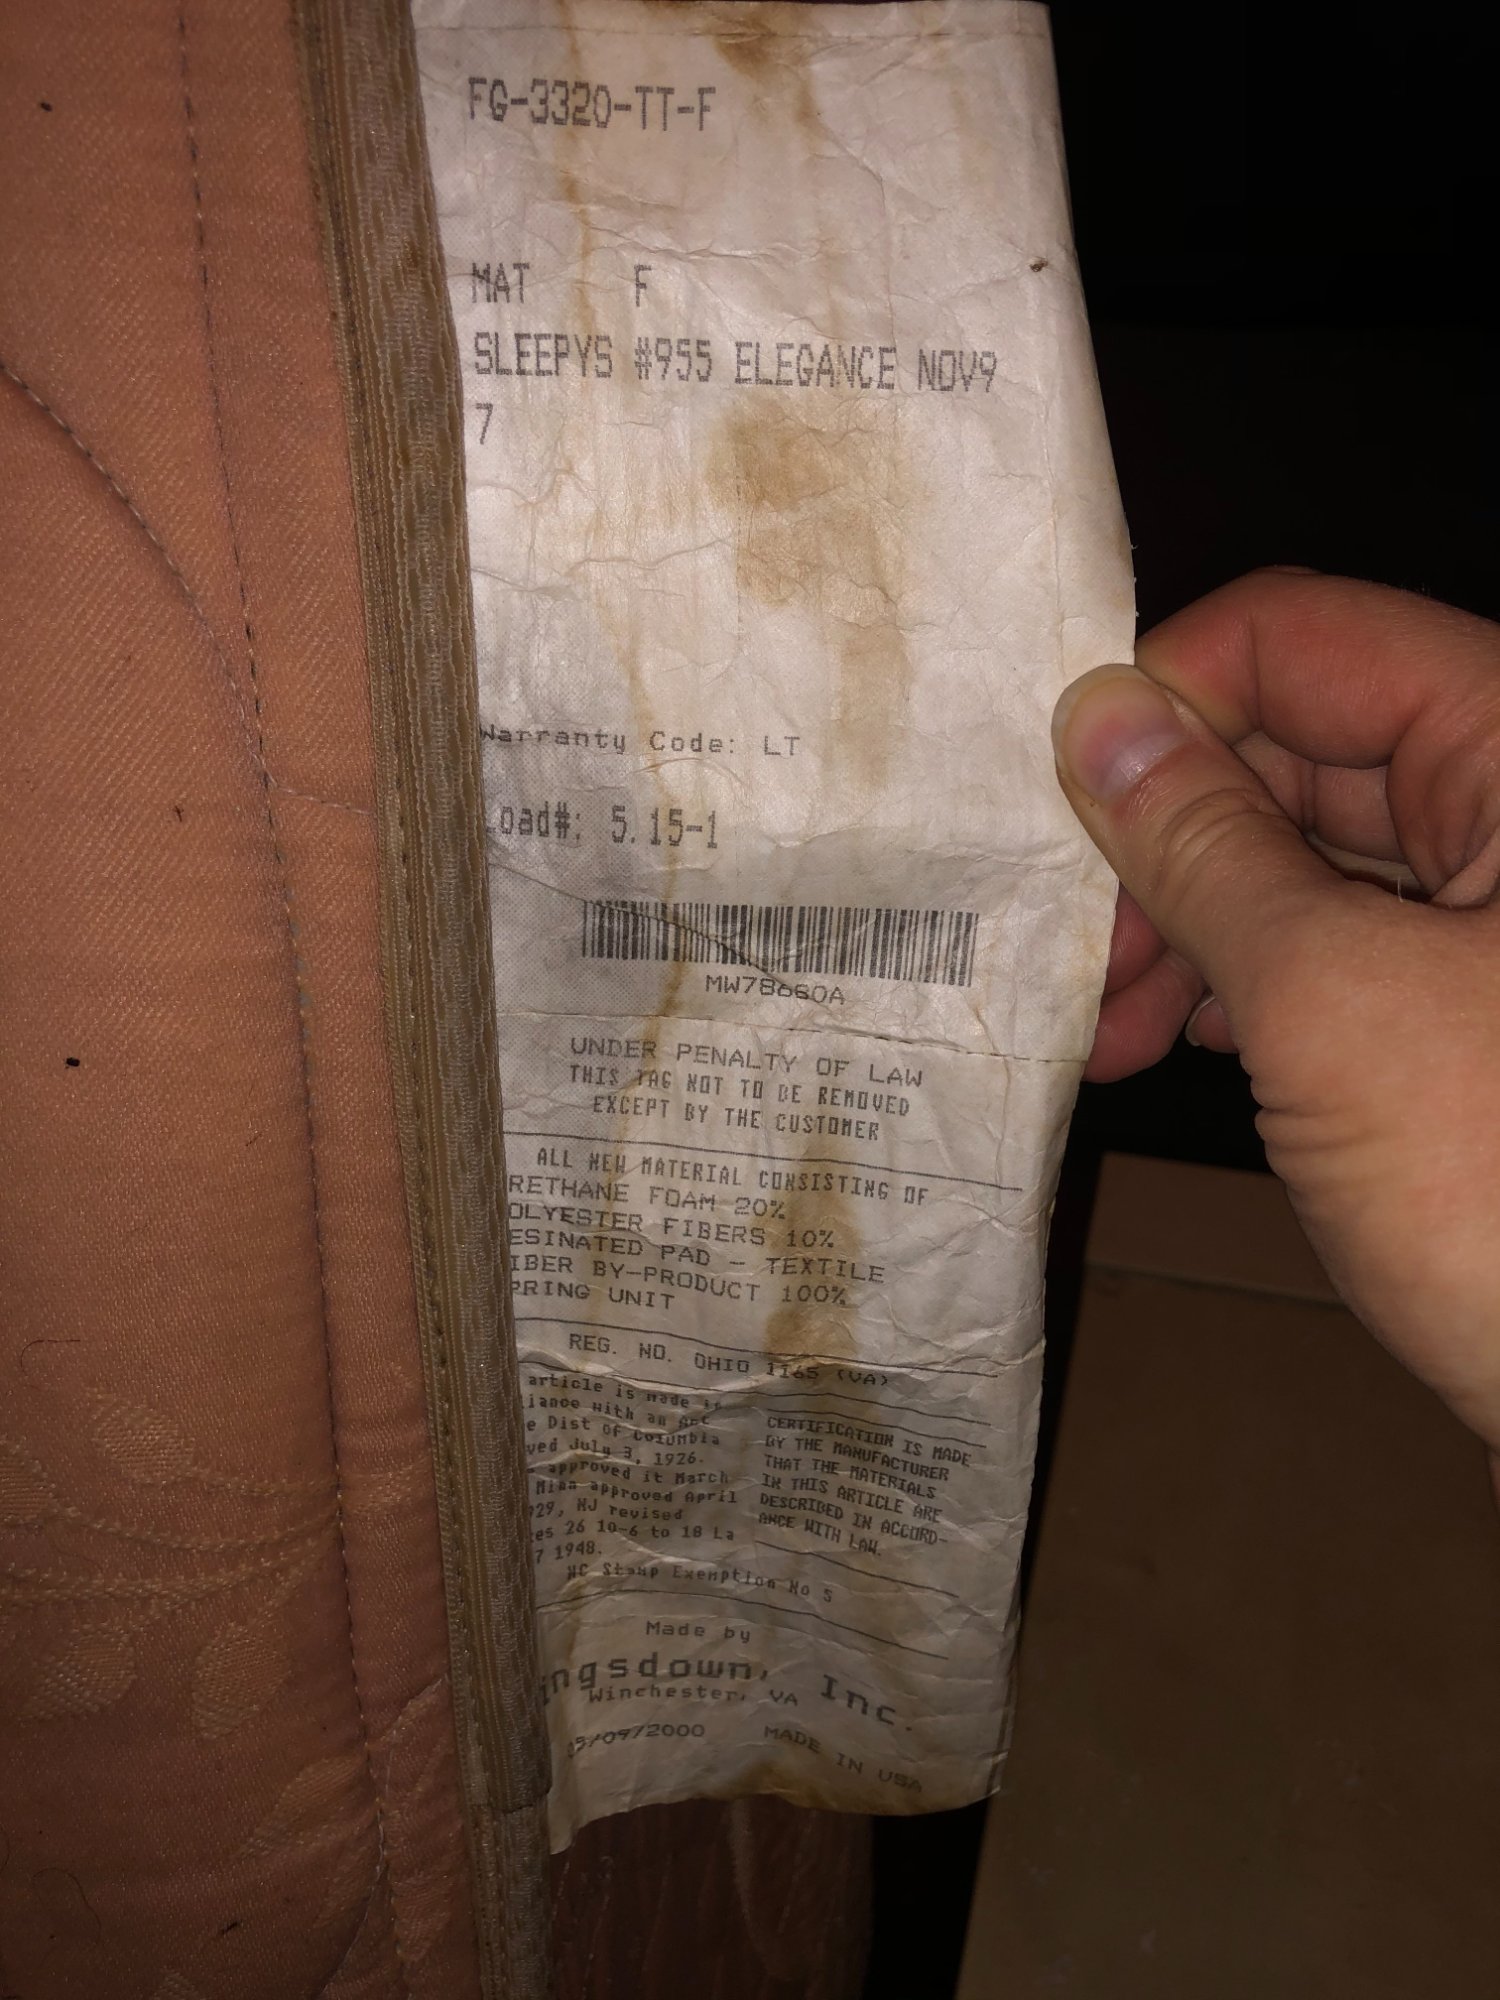 FG-3320-TT-F
MAT F
SLEEPYS #955 ELEGANCE NOV9
7
Warranty Code: LT
oad#: 5.15-1
UNDER PENALTY OF LAW
THIS TAG NOT TO BE REMOVED
EXCEPT BY THE CUSTOMER
ALL NEW MATERIAL CONSISTING OF
RETHANE FOAM 20%
OLYESTER FIBERS 10%
ESINATED PAD - TEXTILE
IBER BY-PRODUCT 100%
PRING UNIT
REG. NO. OHIO 1165 (VA)
article is made in
liance with an Act
e Dist of Columbia
ved July 3, 1926.
approved it March
Minn approved April
929, NJ revised
es 26 10-6 to 18 La
7 1948.
CERTIFICATION IS MADE
BY THE MANUFACTURER
THAT THE MATERIALS
IN THIS ARTICLE ARE
DESCRIBED IN ACCORD-
ANCE WITH LAW.
NC Stamp Exemption No 5
Made by
ingsdown, Inc.
Winchester, VA
5/09/2000 MADE IN USA